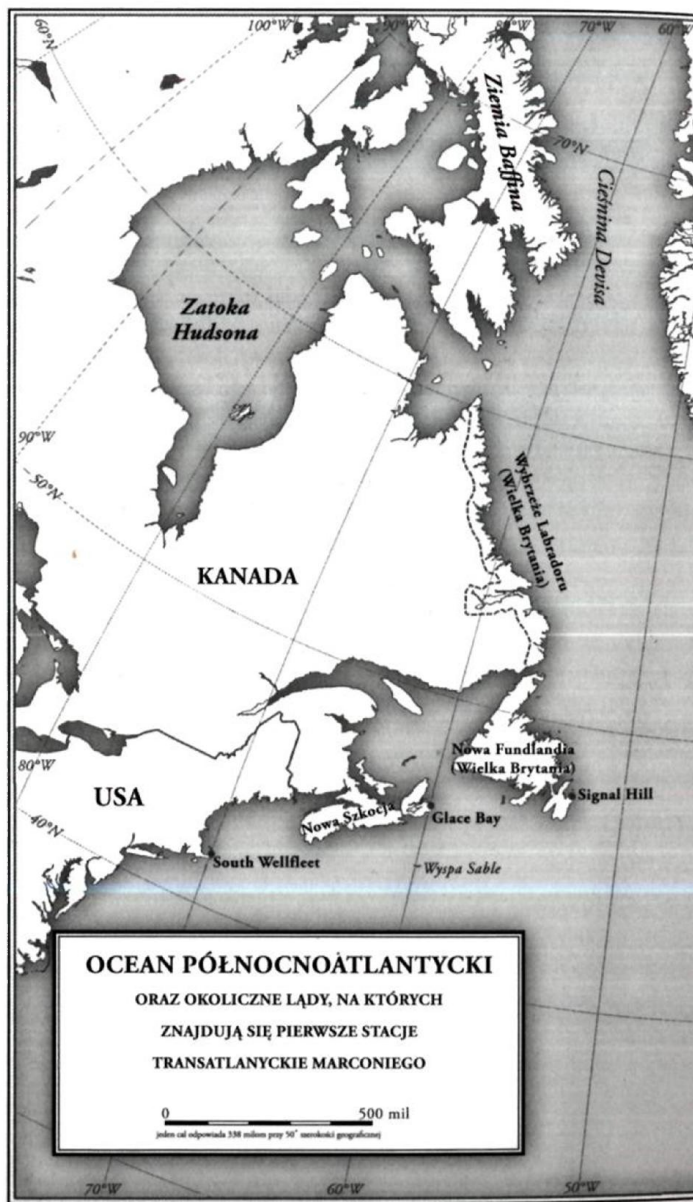 60°N
100°W
90°W
80°W
70°W
60°W
Ziemia Baffina
70°N
Cieśnina Devisa
Zatoka
Hudsona
90°W
50°N
Wybrzeże Labradoru
(Wielka Brytania)
KANADA
Nowa Fundlandia
(Wielka Brytania)
80°W
USA
Signal Hill
Nowa Szkocja
Glace Bay
40°N
South Wellfleet
Wyspa Sable
OCEAN PÓŁNOCNOATLANTYCKI
ORAZ OKOLICZNE LĄDY, NA KTÓRYCH
ZNAJDUJĄ SIĘ PIERWSZE STACJE
TRANSATLANYCKIE MARCONIEGO
0 500 mil
jeden cal odpowiada 338 milom przy 50° szerokości geograficznej
70°W
60°W
50°W